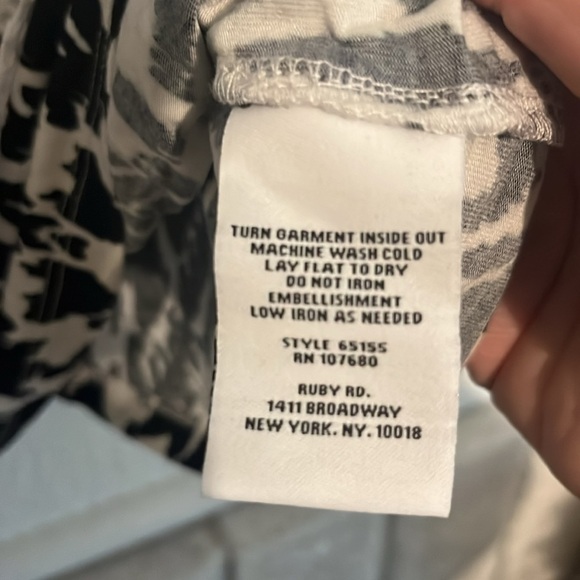 TURN GARMENT INSIDE OUT
MACHINE WASH COLD
LAY FLAT TO DRY
DO NOT IRON
EMBELLISHMENT
LOW IRON AS NEEDED
STYLE 65155
RN 107680
RUBY RD.
1411 BROADWAY
NEW YORK. NY. 10018